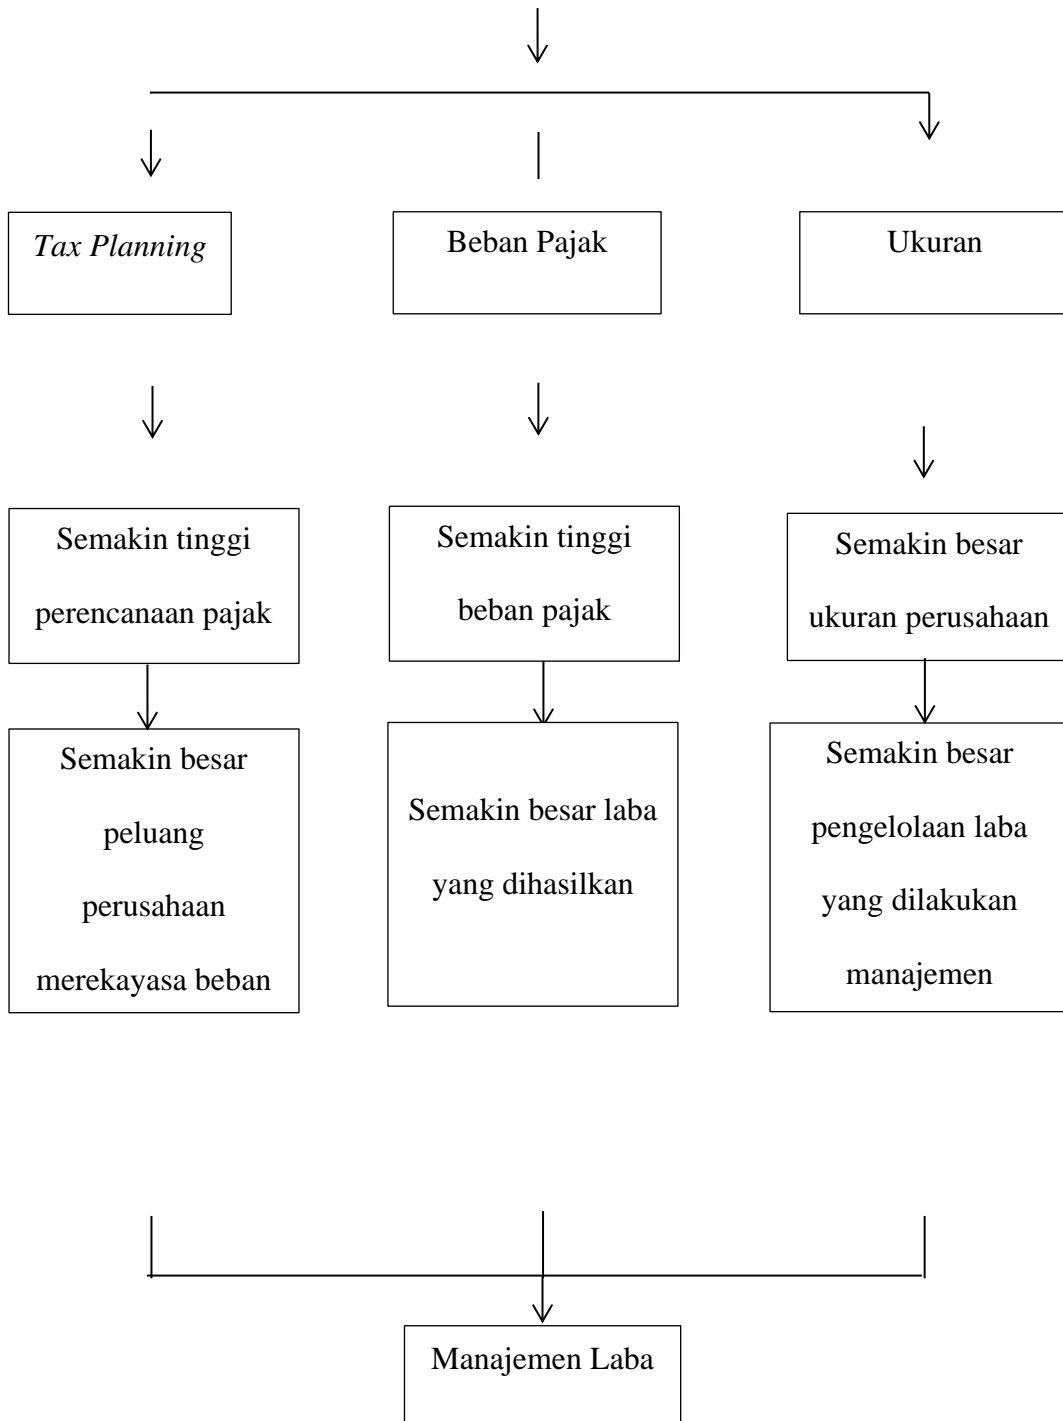 Tax Planning
Beban Pajak
Ukuran
Semakin tinggi
perencanaan pajak
Semakin tinggi
beban pajak
Semakin besar
ukuran perusahaan
Semakin besar
peluang
perusahaan
merekayasa beban
Semakin besar laba
yang dihasilkan
Semakin besar
pengelolaan laba
yang dilakukan
manajemen
Manajemen Laba